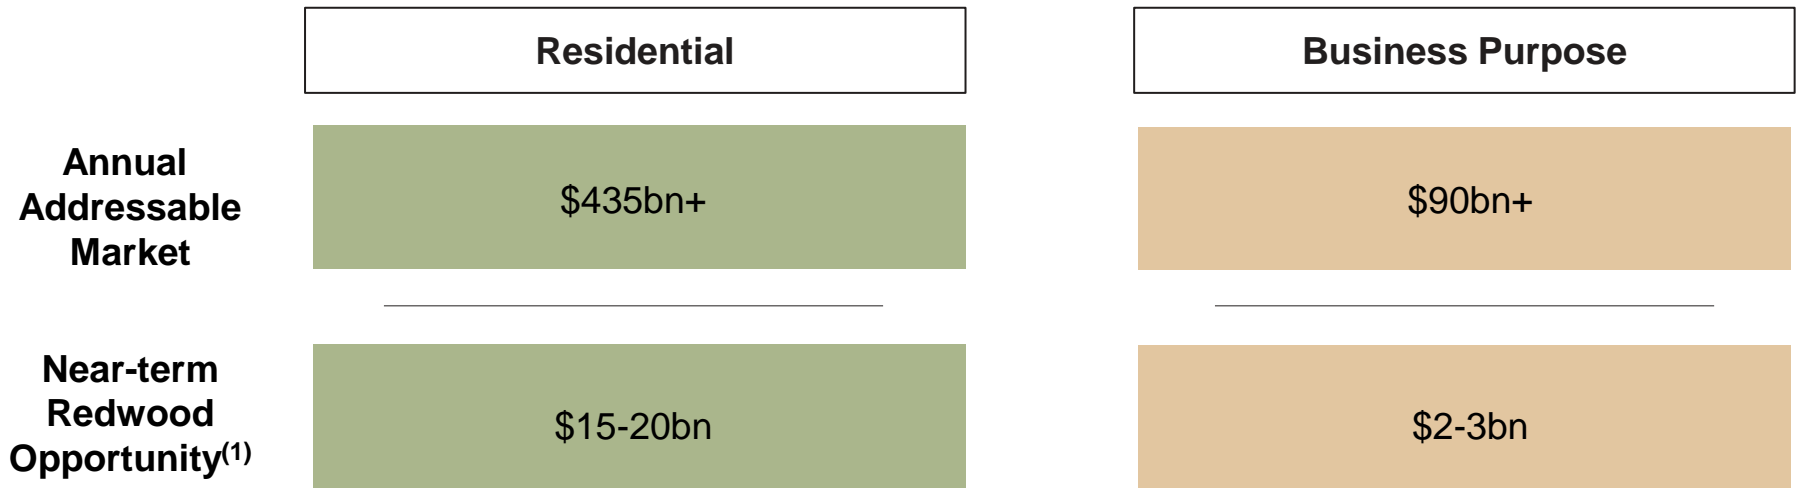 Residential
Business Purpose
Annual
Addressable
Market
$435bn+
$90bn+
Near-term
Redwood
Opportunity(1)
$15-20bn
$2-3bn